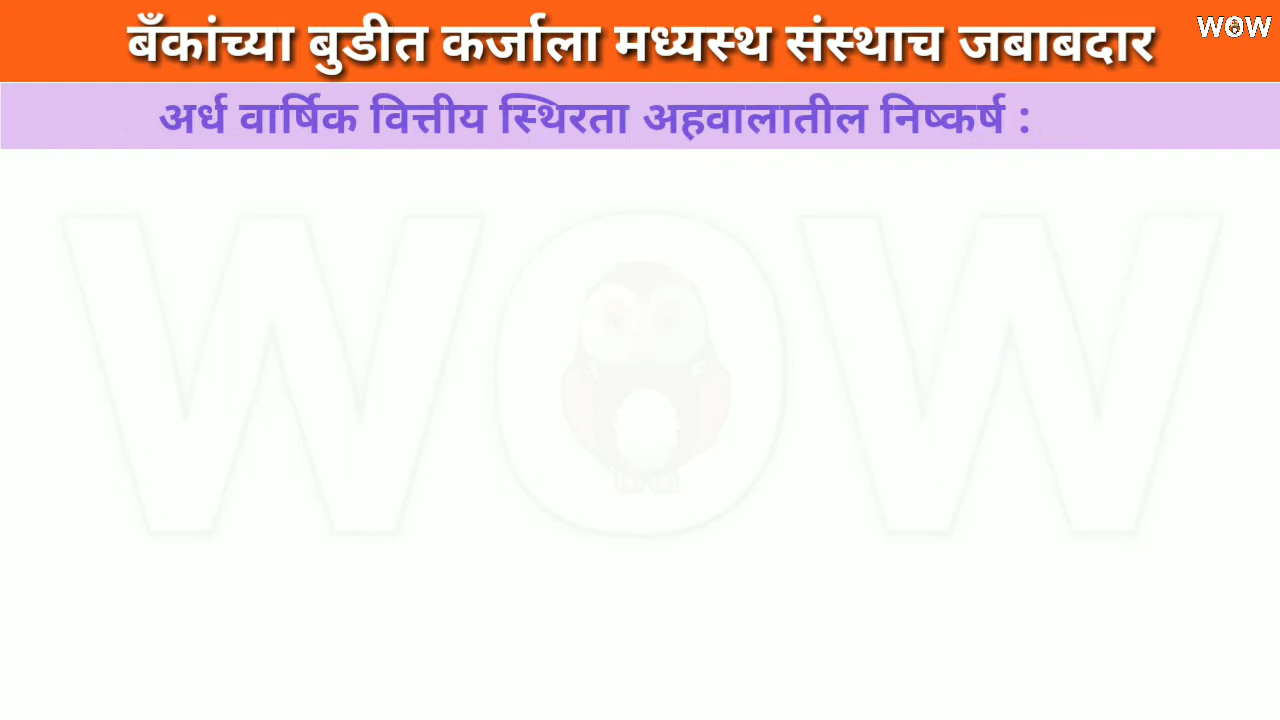 बँकांच्या बुडीत कर्जाला मध्यस्थ संस्थाच जबाबदार
WOW
अर्ध वार्षिक वित्तीय स्थिरता अहवालातील निष्कर्ष :
WOW